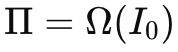 Π = Ω(I₀)